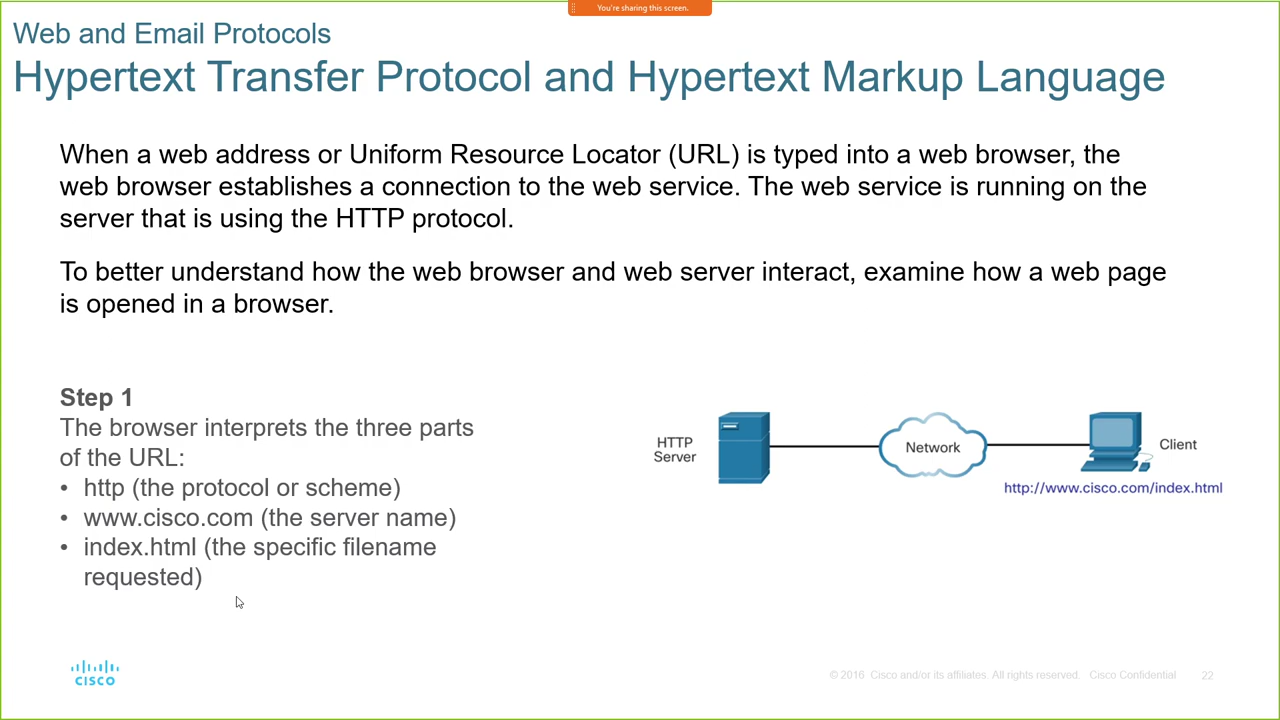 You're sharing this screen.
Web and Email Protocols
Hypertext Transfer Protocol and Hypertext Markup Language
When a web address or Uniform Resource Locator (URL) is typed into a web browser, the
web browser establishes a connection to the web service. The web service is running on the
server that is using the HTTP protocol.
To better understand how the web browser and web server interact, examine how a web page
is opened in a browser.
Step 1
The browser interprets the three parts
of the URL:
• http (the protocol or scheme)
• www.cisco.com (the server name)
• index.html (the specific filename
requested)
HTTP
Server
Network
Client
http://www.cisco.com/index.html
CISCO
© 2016 Cisco and/or its affiliates. All rights reserved. Cisco Confidential
22